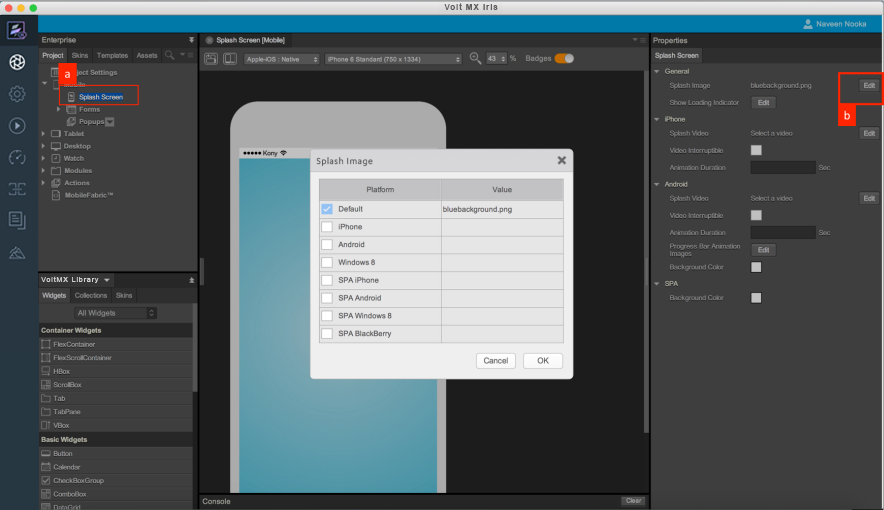 Volt MX Iris
Naveen Nooka
Enterprise
Project Skins Templates Assets
a
Project Settings
Mobile
Splash Screen
Forms
Popups
Tablet
Desktop
Watch
Modules
Actions
MobileFabric™
VoltMX Library
Widgets Collections Skins
All Widgets
Container Widgets
FlexContainer
FlexScrollContainer
HBox
ScrollBox
Tab
TabPane
VBox
Basic Widgets
Button
Calendar
CheckBoxGroup
ComboBox
DataGrid
Splash Screen [Mobile]
Apple-iOS : Native iPhone 6 Standard (750 x 1334) 43 % Badges
Kony
Splash Image
Platform Value
Default bluebackground.png
iPhone
Android
Windows 8
SPA iPhone
SPA Android
SPA Windows 8
SPA BlackBerry
Cancel OK
Console Clear
Properties
Splash Screen
General
Splash Image bluebackground.png Edit
Show Loading Indicator Edit
b
iPhone
Splash Video Select a video Edit
Video Interruptible
Animation Duration Sec
Android
Splash Video Select a video Edit
Video Interruptible
Animation Duration Sec
Progress Bar Animation
Images Edit
Background Color
SPA
Background Color